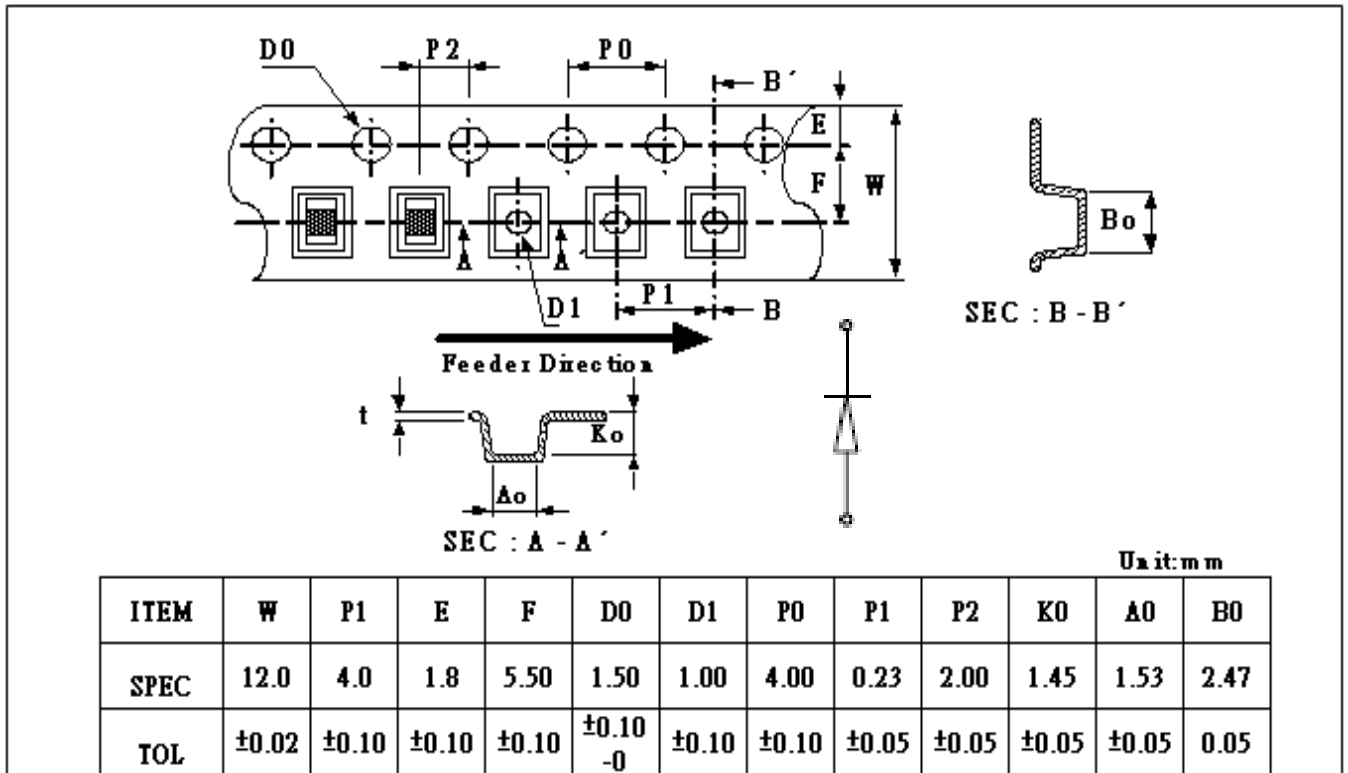 D0 P2 P0 B´
E
F W
A A´
D1 P1 B
Bo
SEC : B - B´
Feeder Direction
t Ko
Ao
SEC : A - A´
Unit:mm
ITEM W P1 E F D0 D1 P0 P1 P2 K0 A0 B0
SPEC 12.0 4.0 1.8 5.50 1.50 1.00 4.00 0.23 2.00 1.45 1.53 2.47
TOL ±0.02 ±0.10 ±0.10 ±0.10 ±0.10 -0 ±0.10 ±0.10 ±0.05 ±0.05 ±0.05 ±0.05 0.05